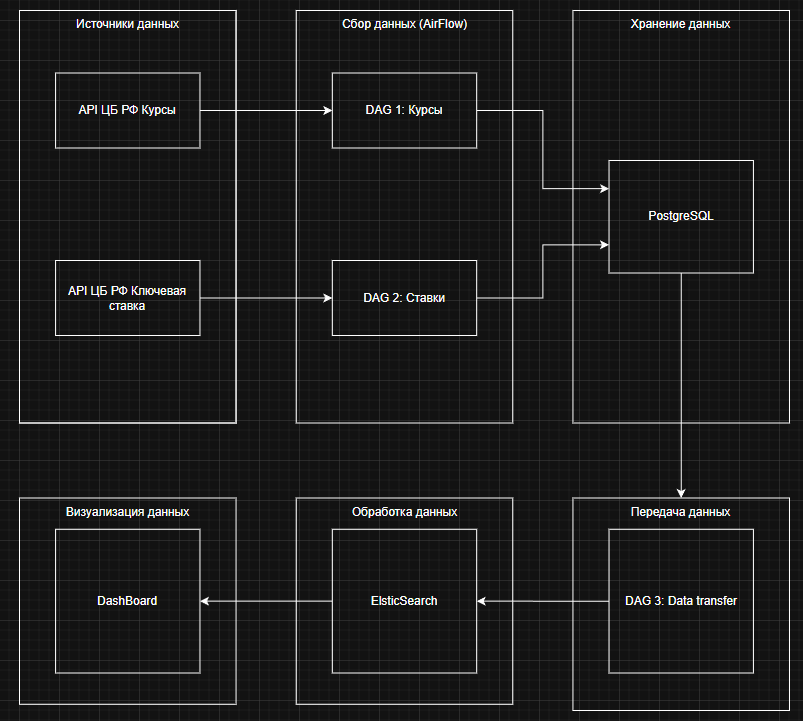 Источники данных
Сбор данных (AirFlow)
Хранение данных
API ЦБ РФ Курсы
DAG 1: Курсы
PostgreSQL
API ЦБ РФ Ключевая
ставка
DAG 2: Ставки
Визуализация данных
Обработка данных
Передача данных
DashBoard
ElsticSearch
DAG 3: Data transfer